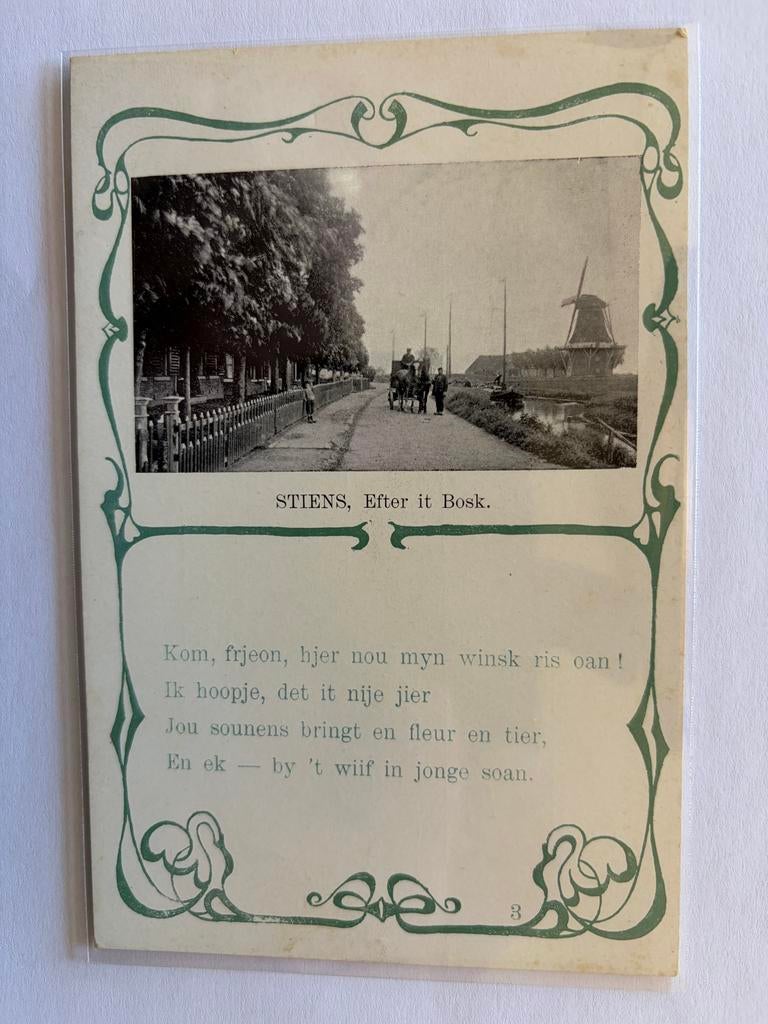 STIENS, Efter it Bosk.
Kom, frjeon, hjer nou myn winsk ris oan !
Ik hoopje, det it nije jier
Jou sounens bringt en fleur en tier,
En ek — by 't wiif in jonge soan.
3